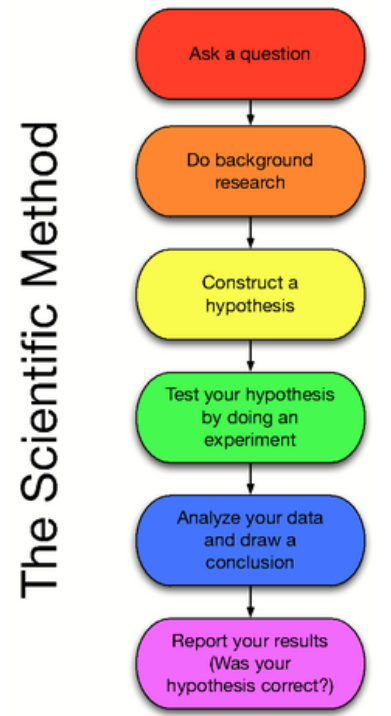 The Scientific Method
Ask a question
Do background
research
Construct a
hypothesis
Test your hypothesis
by doing an
experiment
Analyze your data
and draw a
conclusion
Report your results
(Was your
hypothesis correct?)